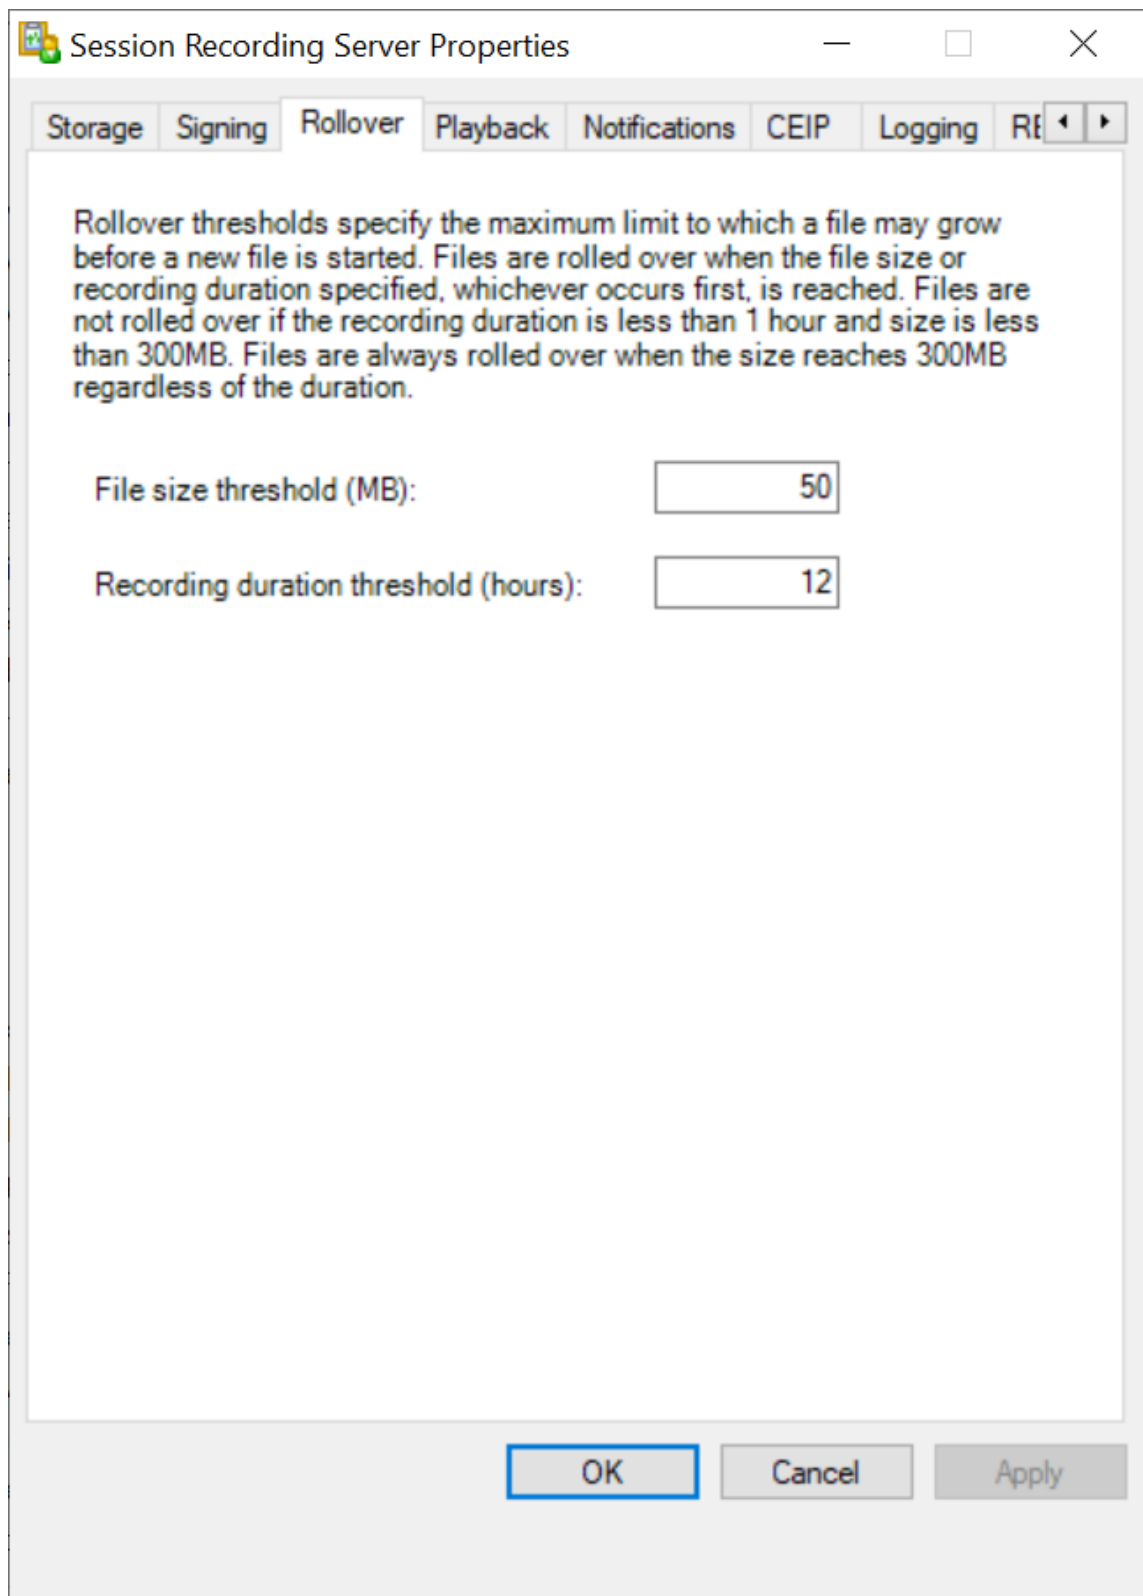 Session Recording Server Properties
Storage Signing Rollover Playback Notifications CEIP Logging
Rollover thresholds specify the maximum limit to which a file may grow
before a new file is started. Files are rolled over when the file size or
recording duration specified, whichever occurs first, is reached. Files are
not rolled over if the recording duration is less than 1 hour and size is less
than 300MB. Files are always rolled over when the size reaches 300MB
regardless of the duration.
File size threshold (MB): 50
Recording duration threshold (hours): 12
OK Cancel Apply